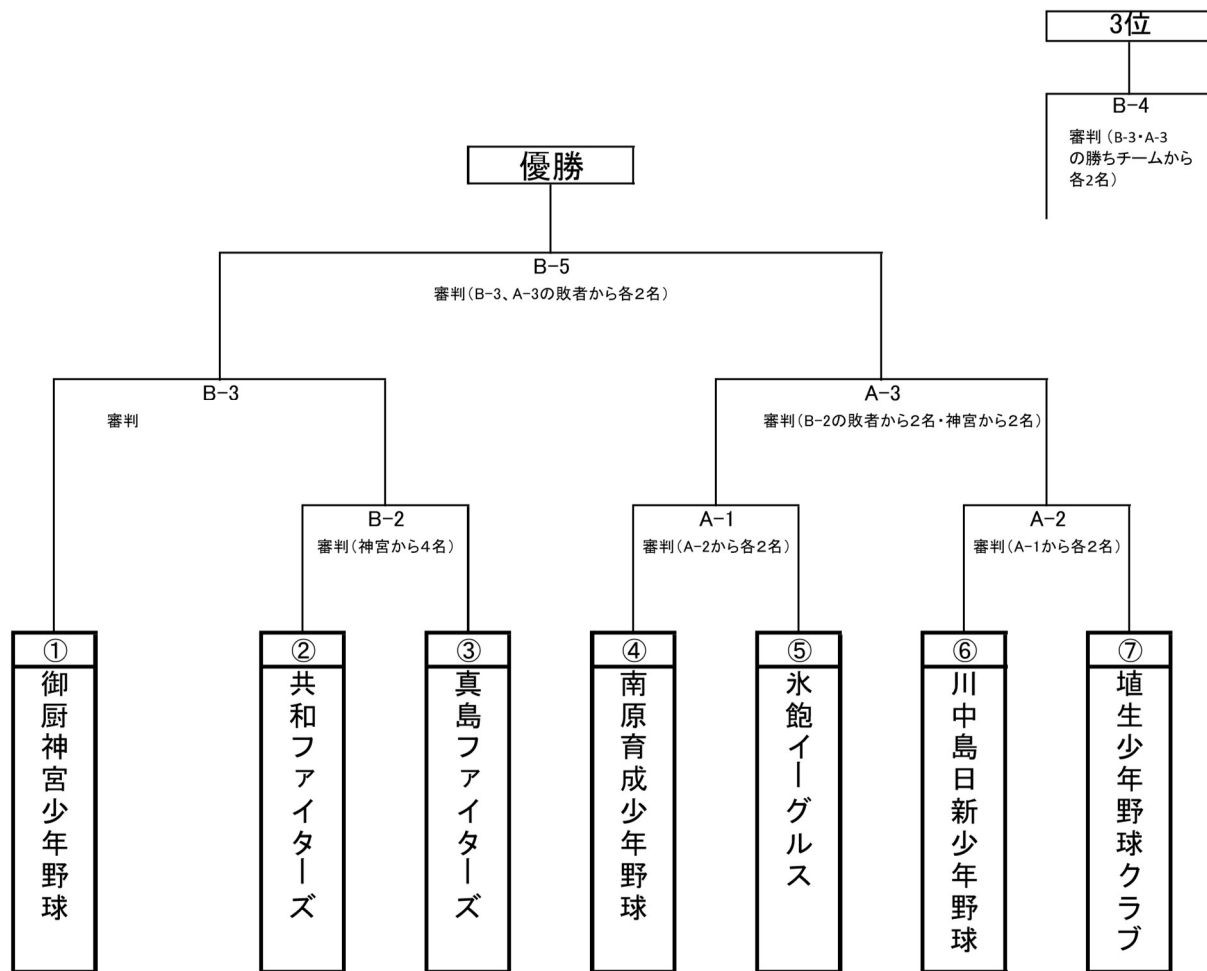 3位
B-4
審判（B-3・A-3
の勝ちチームから
各2名）
優勝
B-5
審判（B-3、A-3の敗者から各２名）
B-3
審判
A-3
審判（B-2の敗者から２名・神宮から２名）
B-2
審判（神宮から４名）
A-1
審判（A-2から各２名）
A-2
審判（A-1から各２名）
①
御厨神宮少年野球
②
共和ファイターズ
③
真島ファイターズ
④
南原育成少年野球
⑤
氷鉋イーグルス
⑥
川中島日新少年野球
⑦
埴生少年野球クラブ